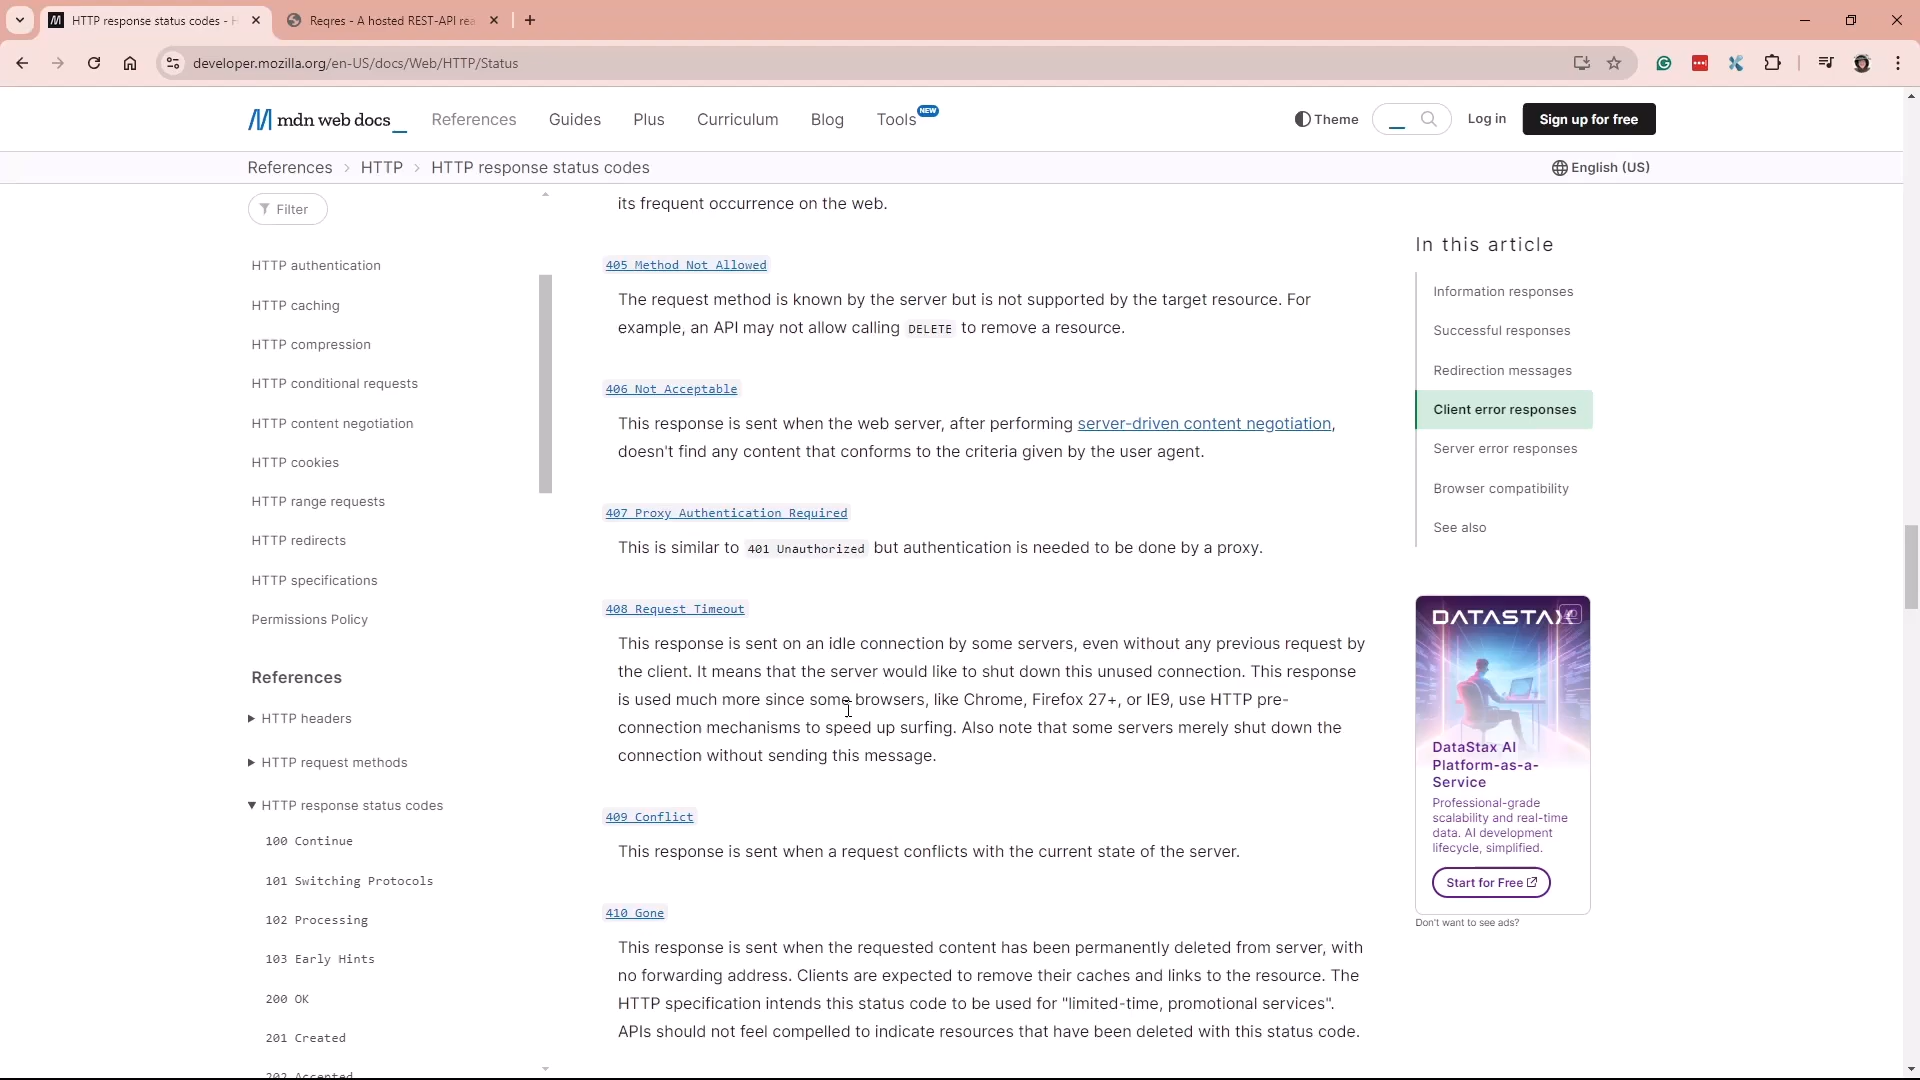 HTTP response status codes - H
Reqres - A hosted REST-API rea
developer.mozilla.org/en-US/docs/Web/HTTP/Status
mdn web docs
References
Guides
Plus
Curriculum
Blog
Tools
NEW
Theme
Log in
Sign up for free
References
HTTP
HTTP response status codes
English (US)
Filter
HTTP authentication
HTTP caching
HTTP compression
HTTP conditional requests
HTTP content negotiation
HTTP cookies
HTTP range requests
HTTP redirects
HTTP specifications
Permissions Policy
References
HTTP headers
HTTP request methods
HTTP response status codes
100 Continue
101 Switching Protocols
102 Processing
103 Early Hints
200 OK
201 Created
202 Accepted
its frequent occurrence on the web.
405 Method Not Allowed
The request method is known by the server but is not supported by the target resource. For
example, an API may not allow calling DELETE to remove a resource.
406 Not Acceptable
This response is sent when the web server, after performing server-driven content negotiation,
doesn't find any content that conforms to the criteria given by the user agent.
407 Proxy Authentication Required
This is similar to 401 Unauthorized but authentication is needed to be done by a proxy.
408 Request Timeout
This response is sent on an idle connection by some servers, even without any previous request by
the client. It means that the server would like to shut down this unused connection. This response
is used much more since some browsers, like Chrome, Firefox 27+, or IE9, use HTTP pre-
connection mechanisms to speed up surfing. Also note that some servers merely shut down the
connection without sending this message.
409 Conflict
This response is sent when a request conflicts with the current state of the server.
410 Gone
This response is sent when the requested content has been permanently deleted from server, with
no forwarding address. Clients are expected to remove their caches and links to the resource. The
HTTP specification intends this status code to be used for "limited-time, promotional services".
APIs should not feel compelled to indicate resources that have been deleted with this status code.
In this article
Information responses
Successful responses
Redirection messages
Client error responses
Server error responses
Browser compatibility
See also
DATASTAX
AD
DataStax AI
Platform-as-a-
Service
Professional-grade
scalability and real-time
data. AI development
lifecycle, simplified.
Start for Free
Don't want to see ads?